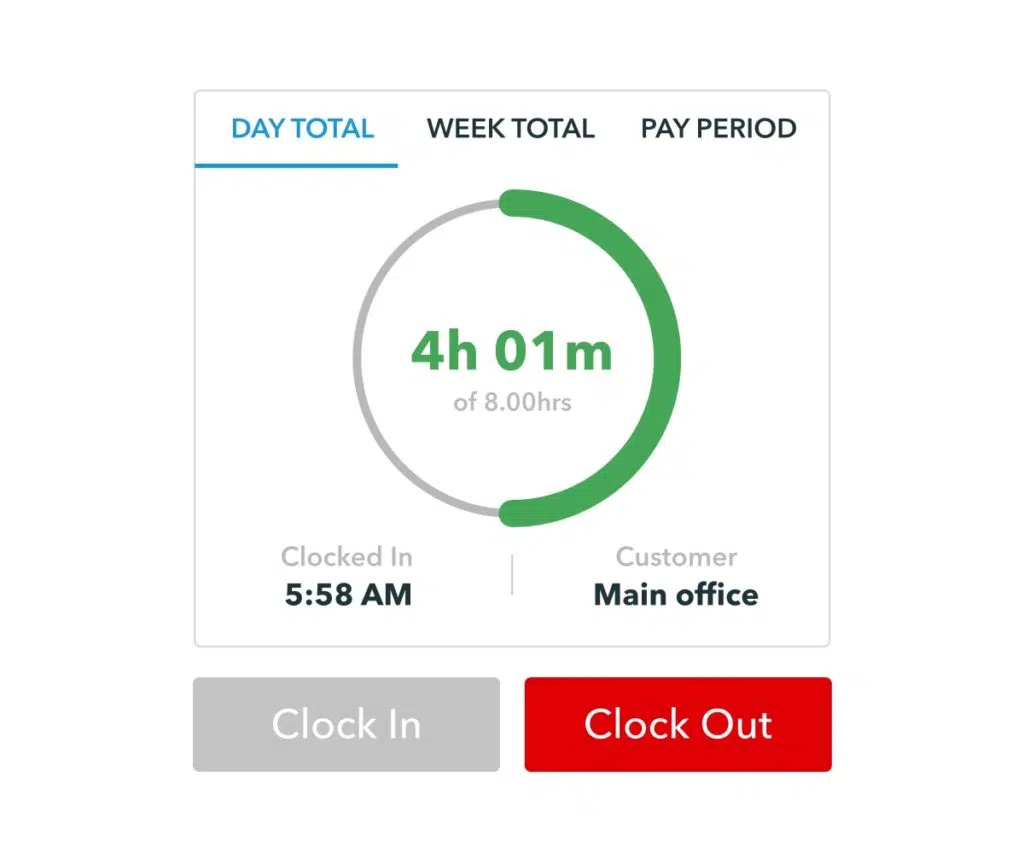 DAY TOTAL WEEK TOTAL PAY PERIOD
4h 01m
of 8.00hrs
Clocked In
5:58 AM
Customer
Main office
Clock In
Clock Out